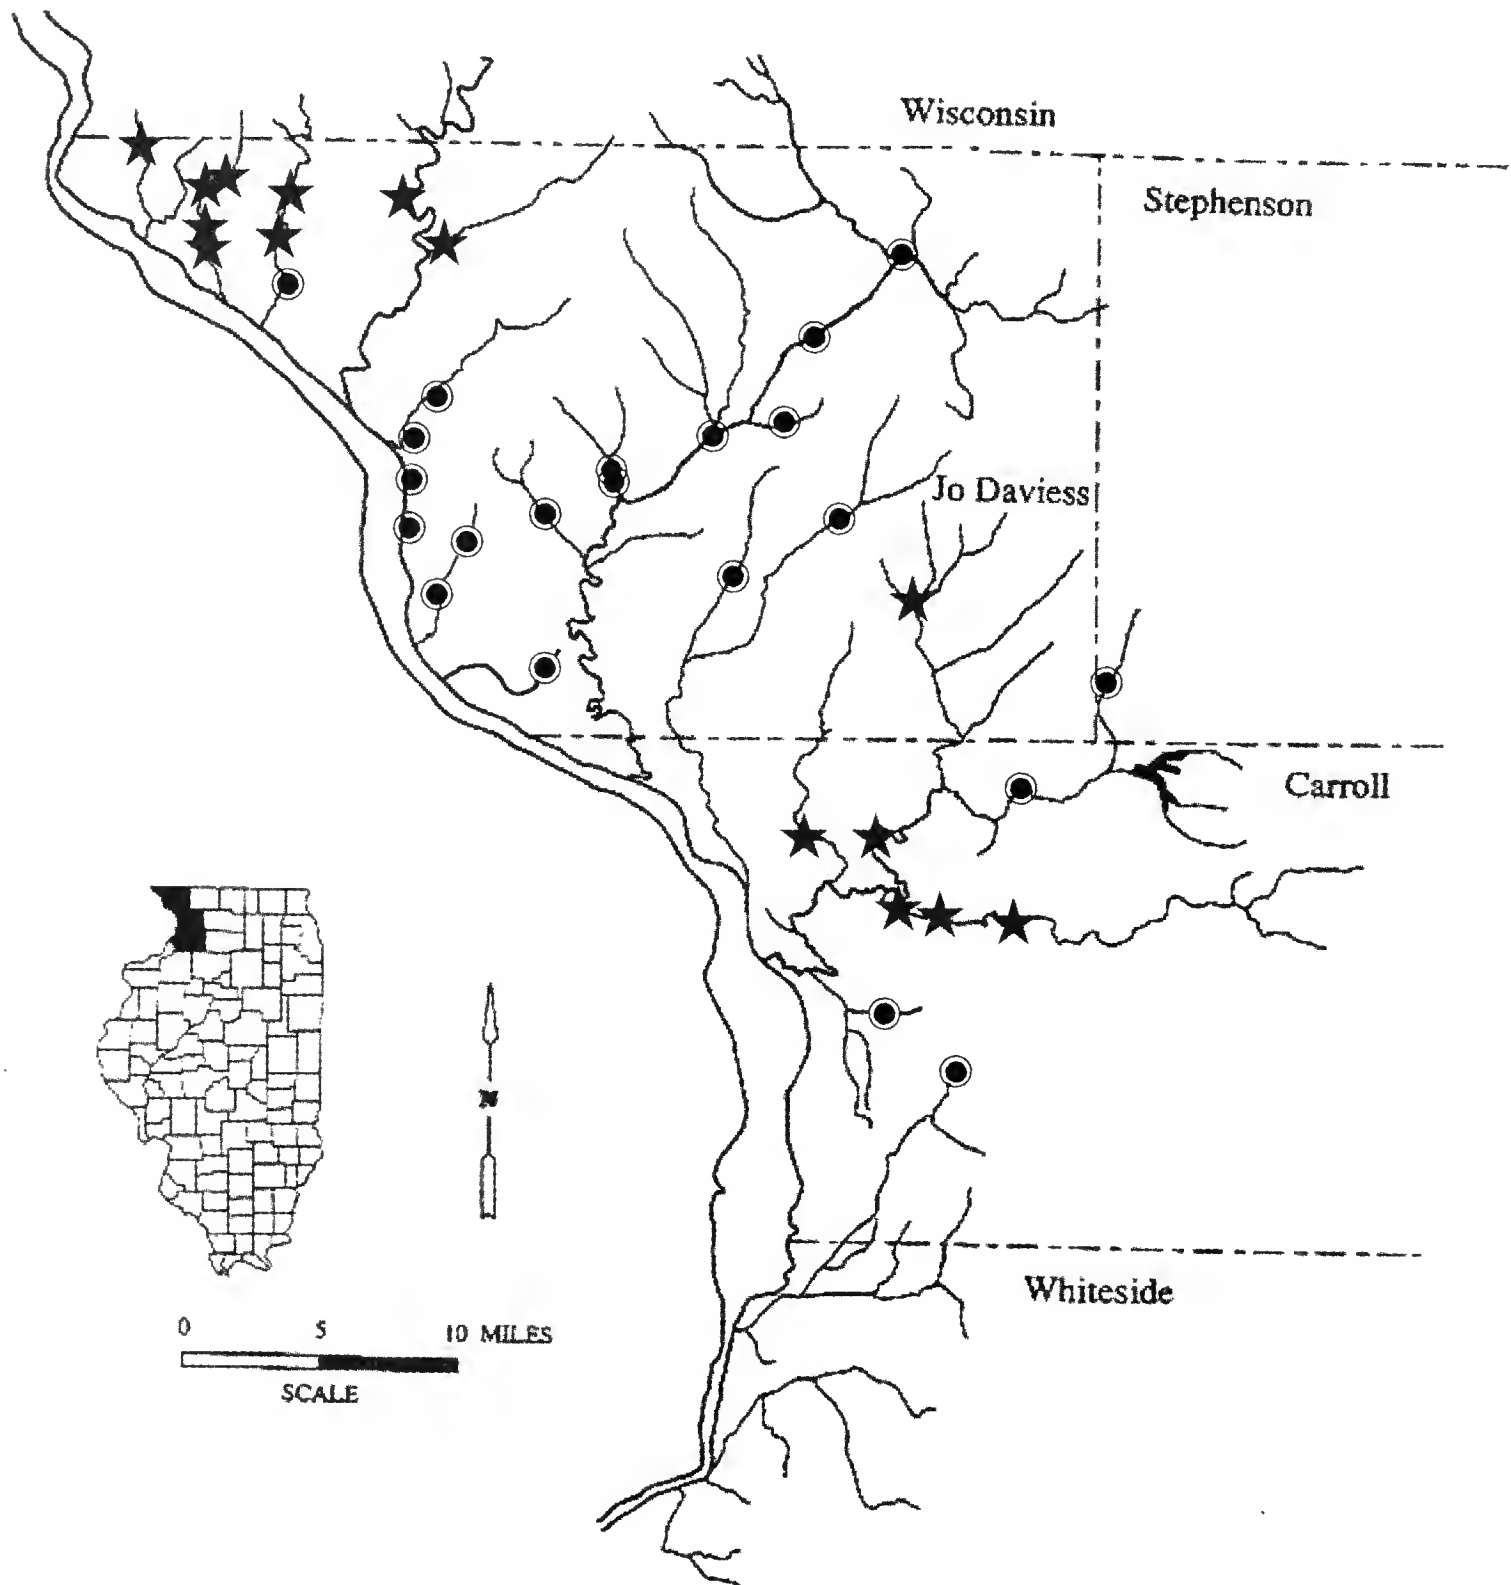 Wisconsin
Stephenson
Jo Daviess
Carroll
Whiteside
0 5 10 MILES
SCALE